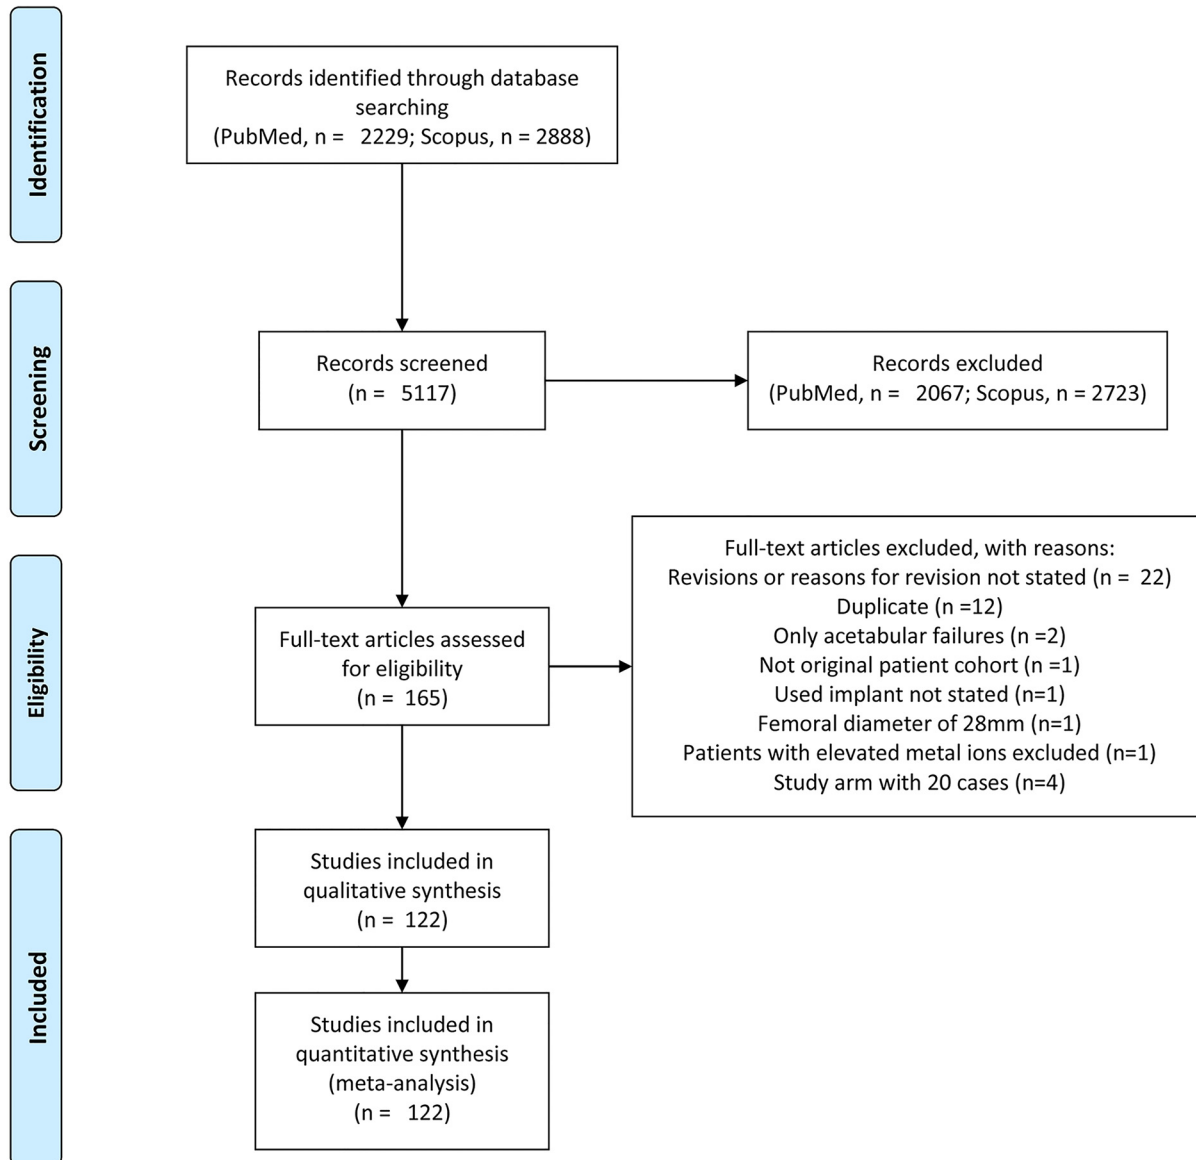 Identification
Records identified through database
searching
(PubMed, n = 2229; Scopus, n = 2888)
Screening
Records screened
(n = 5117)
Records excluded
(PubMed, n = 2067; Scopus, n = 2723)
Eligibility
Full-text articles assessed
for eligibility
(n = 165)
Full-text articles excluded, with reasons:
Revisions or reasons for revision not stated (n = 22)
Duplicate (n =12)
Only acetabular failures (n =2)
Not original patient cohort (n =1)
Used implant not stated (n=1)
Femoral diameter of 28mm (n=1)
Patients with elevated metal ions excluded (n=1)
Study arm with 20 cases (n=4)
Included
Studies included in
qualitative synthesis
(n = 122)
Studies included in
quantitative synthesis
(meta-analysis)
(n = 122)